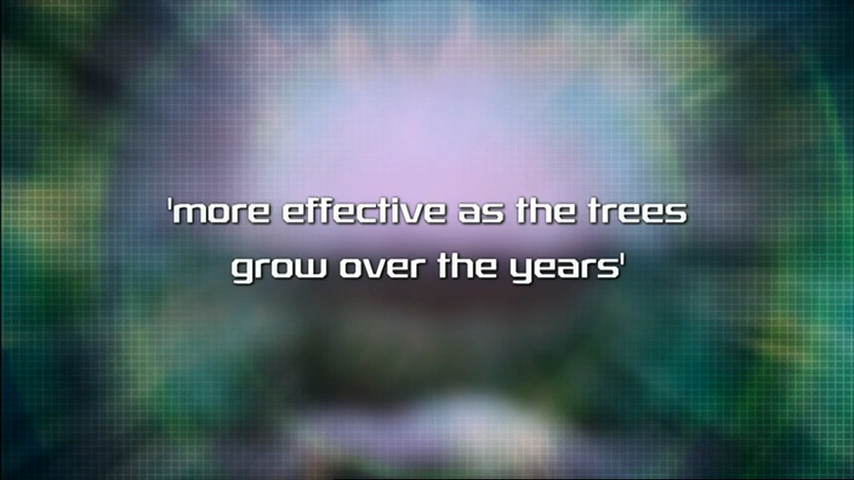 'more effective as the trees
grow over the years'